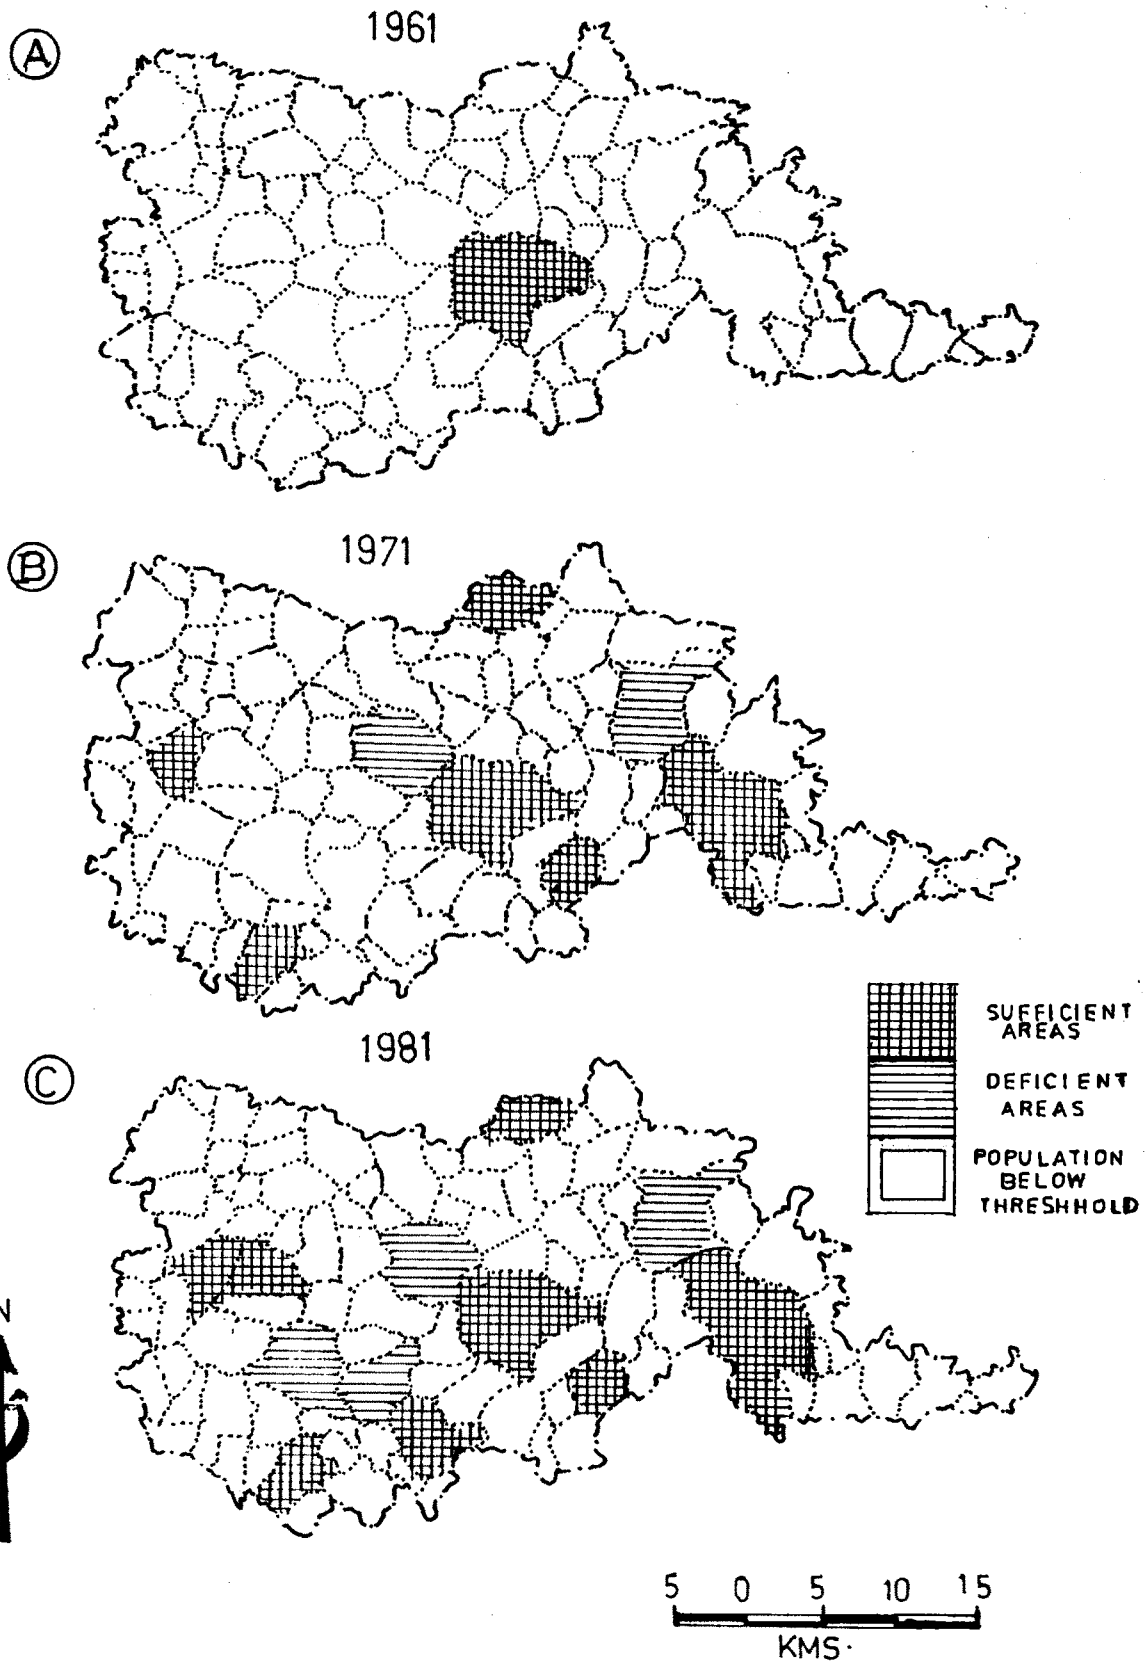 A
1961
B
1971
C
1981
SUFFICIENT
AREAS
DEFICIENT
AREAS
POPULATION
BELOW
THRESHHOLD
N
5 0 5 10 15
KMS.